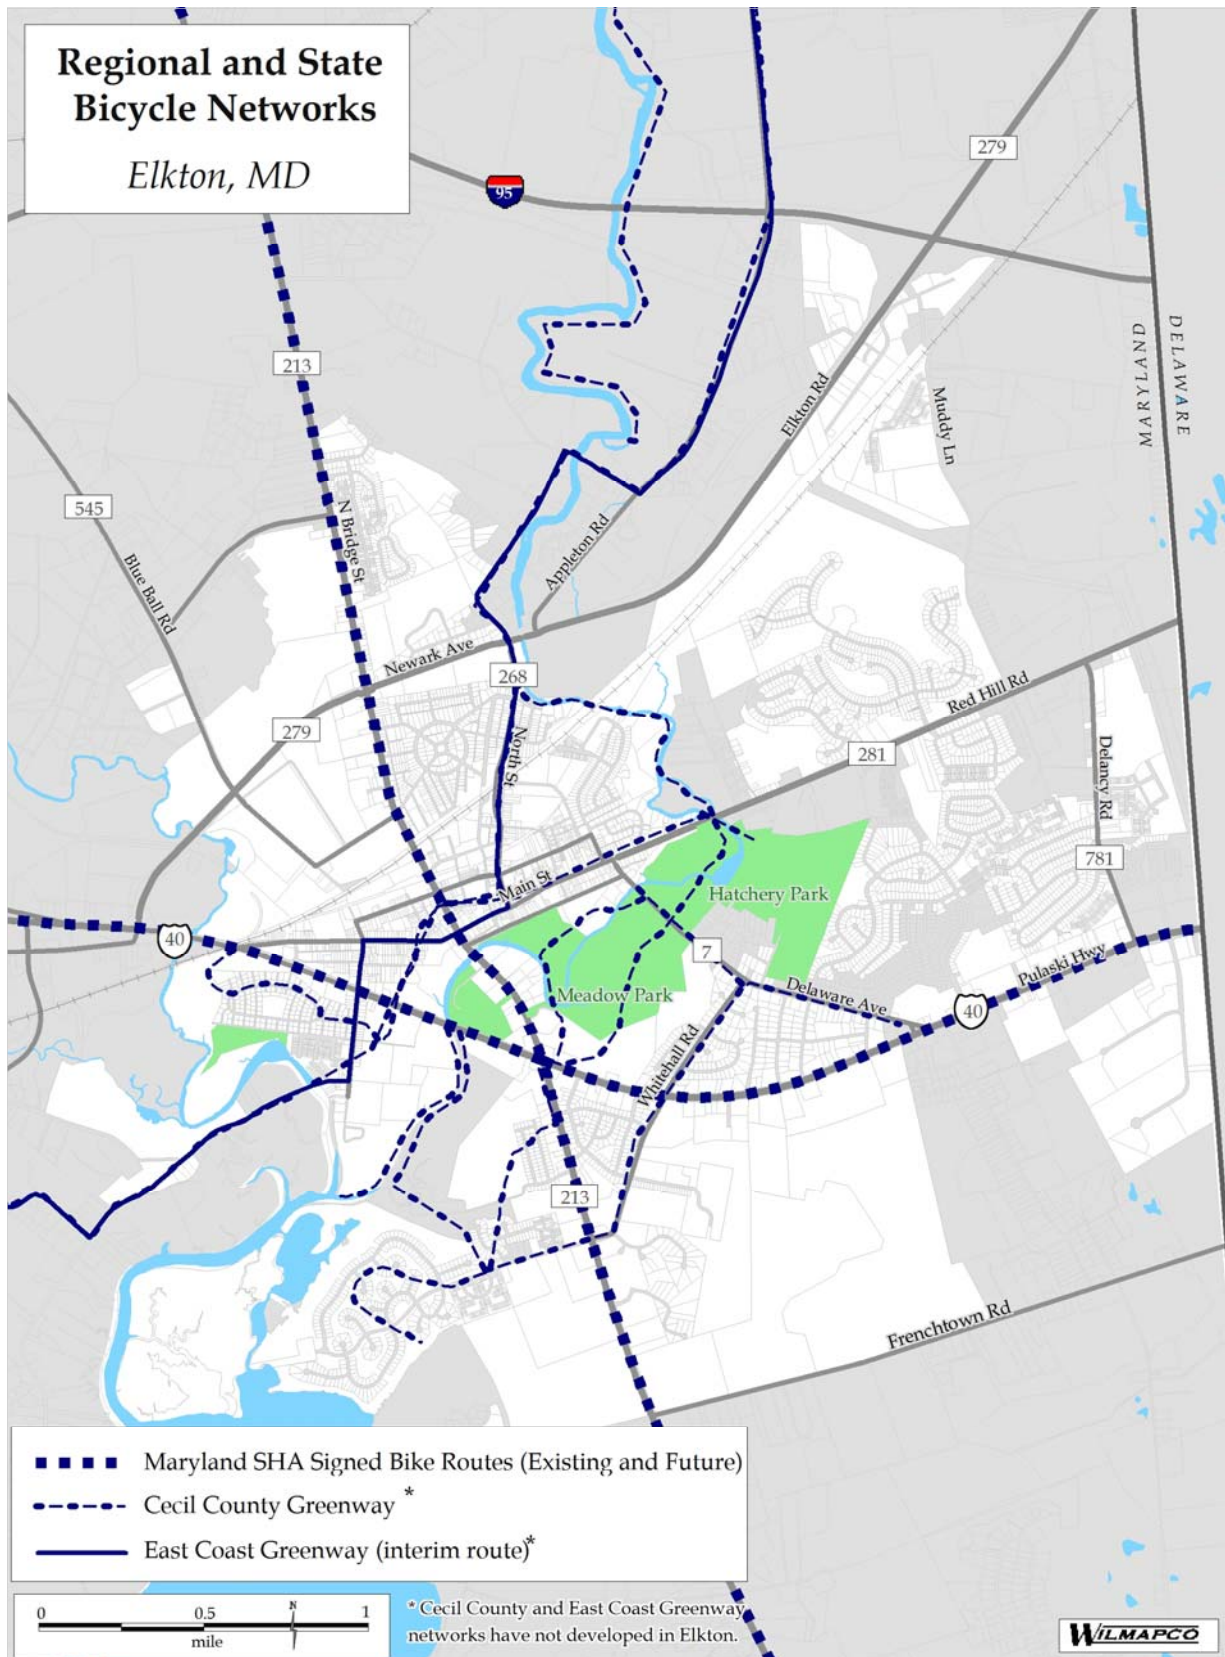 Regional and State
Bicycle Networks
Elkton, MD
95
279
213
MARYLAND
DELAWARE
Elkton Rd
Muddy Ln
545
N Bridge St
Appleton Rd
Blue Ball Rd
Newark Ave
268
Red Hill Rd
279
North St
281
Delancy Rd
781
Main St
Hatchery Park
40
7
Pulaski Hwy
Meadow Park
Delaware Ave
40
Whitehall Rd
213
Frenchtown Rd
Maryland SHA Signed Bike Routes (Existing and Future)
Cecil County Greenway *
East Coast Greenway (interim route)*
0 0.5 N 1
mile
* Cecil County and East Coast Greenway
networks have not developed in Elkton.
WILMAPCO